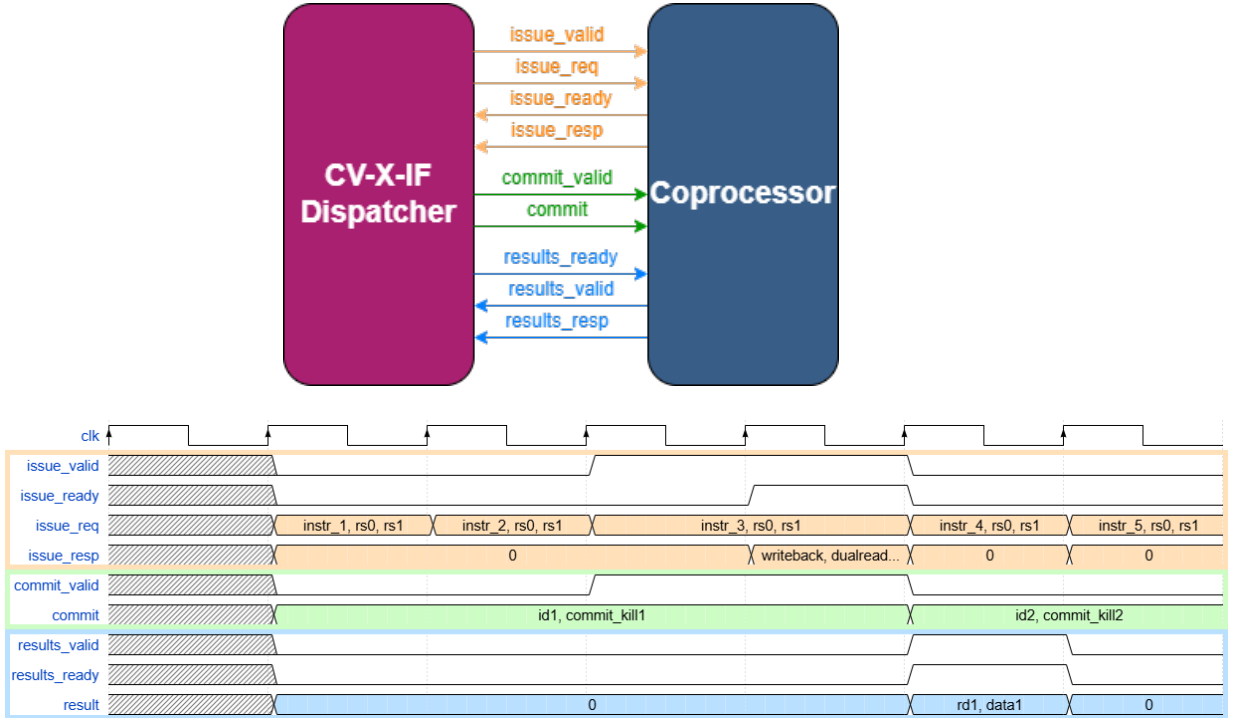 issue_valid
issue_req
issue_ready
issue_resp
CV-X-IF
Dispatcher
commit_valid
commit
Coprocessor
results_ready
results_valid
results_resp
clk
issue_valid
issue_ready
issue_req instr_1, rs0, rs1 instr_2, rs0, rs1 instr_3, rs0, rs1 instr_4, rs0, rs1 instr_5, rs0, rs1
issue_resp 0 writeback, dualread... 0 0
commit_valid
commit id1, commit_kill1 id2, commit_kill2
results_valid
results_ready
result 0 rd1, data1 0